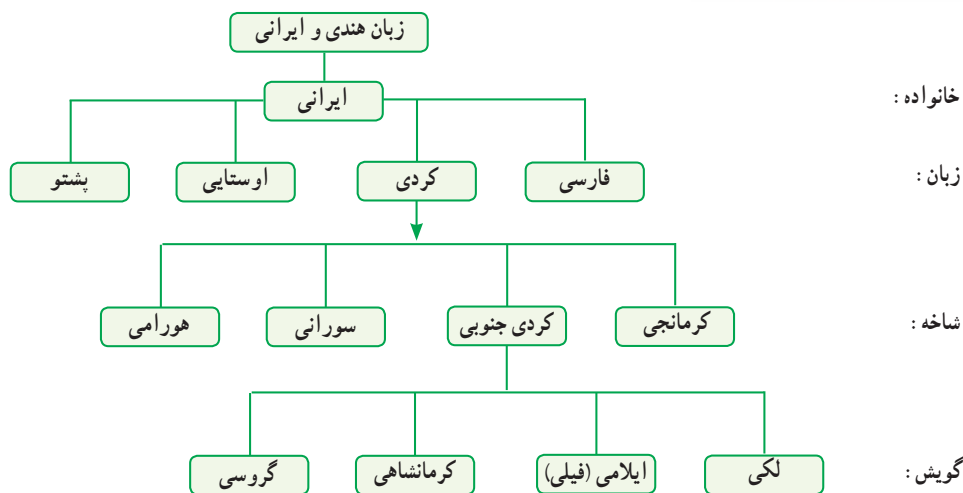 زبان هندی و ایرانی
خانواده :
ایرانی
زبان :
فارسی کردی اوستایی پشتو
شاخه :
کرمانجی کردی جنوبی سورانی هورامی
گویش :
لکی ایلامی (فیلی) کرمانشاهی گروسی